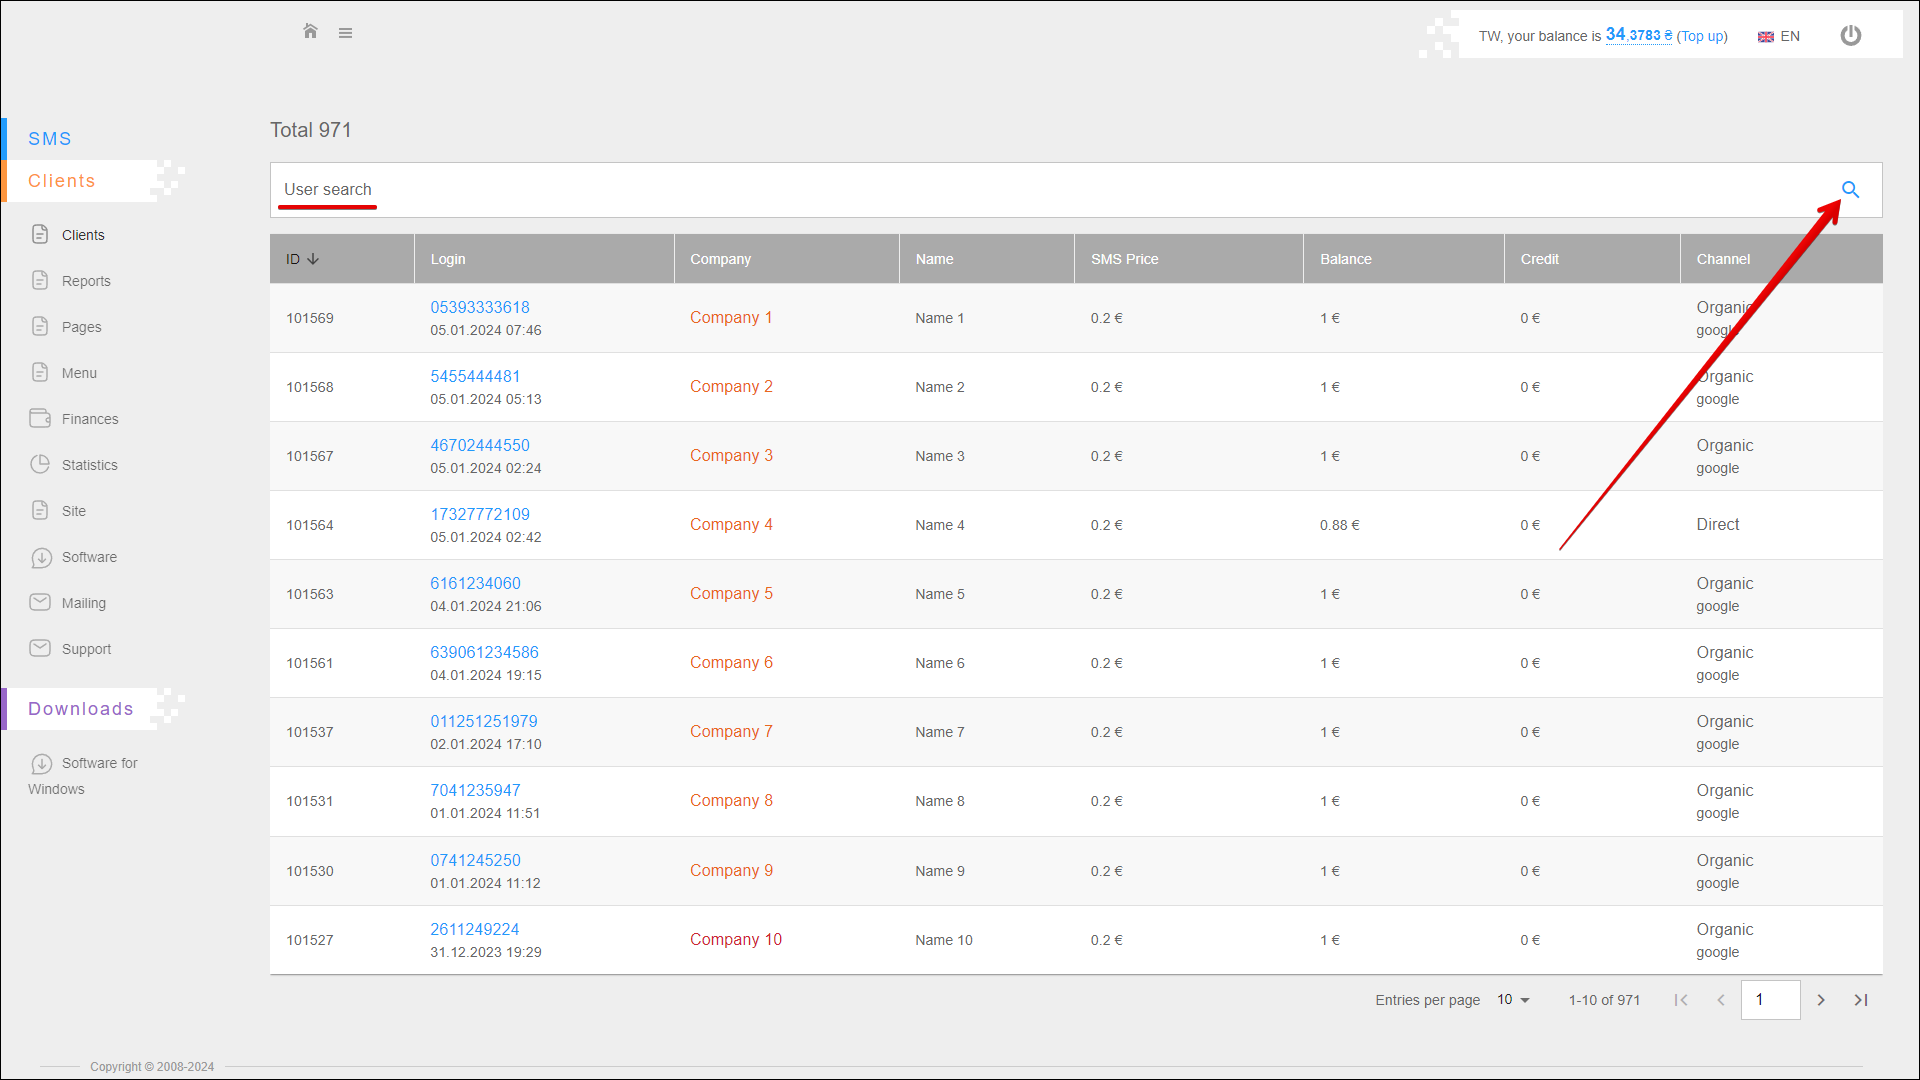 TW, your balance is 34,3783 ₴ (Top up) EN
SMS
Clients
Clients
Reports
Pages
Menu
Finances
Statistics
Site
Software
Mailing
Support
Downloads
Software for
Windows
Total 971
User search
ID Login Company Name SMS Price Balance Credit Channel
101569 05393333618 05.01.2024 07:46 Company 1 Name 1 0.2 € 1 € 0 € Organic google
101568 5455444481 05.01.2024 05:13 Company 2 Name 2 0.2 € 1 € 0 € Organic google
101567 46702444550 05.01.2024 02:24 Company 3 Name 3 0.2 € 1 € 0 € Organic google
101564 17327772109 05.01.2024 02:42 Company 4 Name 4 0.2 € 0.88 € 0 € Direct
101563 6161234060 04.01.2024 21:06 Company 5 Name 5 0.2 € 1 € 0 € Organic google
101561 639061234586 04.01.2024 19:15 Company 6 Name 6 0.2 € 1 € 0 € Organic google
101537 011251251979 02.01.2024 17:10 Company 7 Name 7 0.2 € 1 € 0 € Organic google
101531 7041235947 01.01.2024 11:51 Company 8 Name 8 0.2 € 1 € 0 € Organic google
101530 0741245250 01.01.2024 11:12 Company 9 Name 9 0.2 € 1 € 0 € Organic google
101527 2611249224 31.12.2023 19:29 Company 10 Name 10 0.2 € 1 € 0 € Organic google
Entries per page 10 1-10 of 971 1
Copyright © 2008-2024